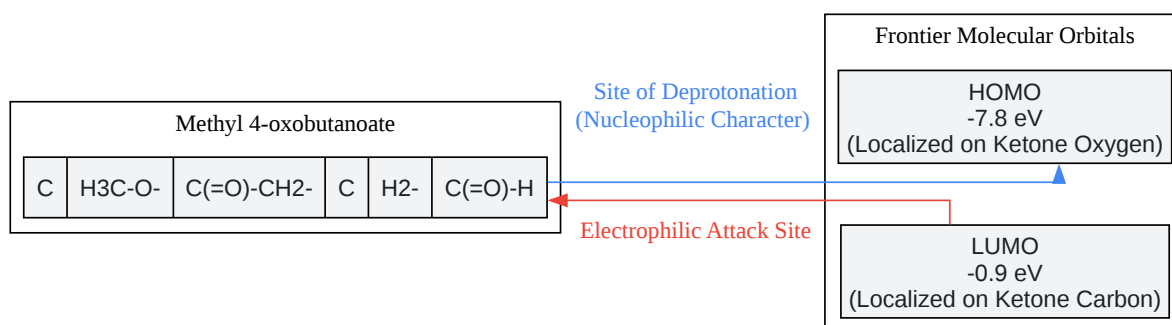 Frontier Molecular Orbitals
HOMO
-7.8 eV
(Localized on Ketone Oxygen)
Site of Deprotonation
(Nucleophilic Character)
Methyl 4-oxobutanoate
C H3C-O- C(=O)-CH2- C H2- C(=O)-H
Electrophilic Attack Site
LUMO
-0.9 eV
(Localized on Ketone Carbon)